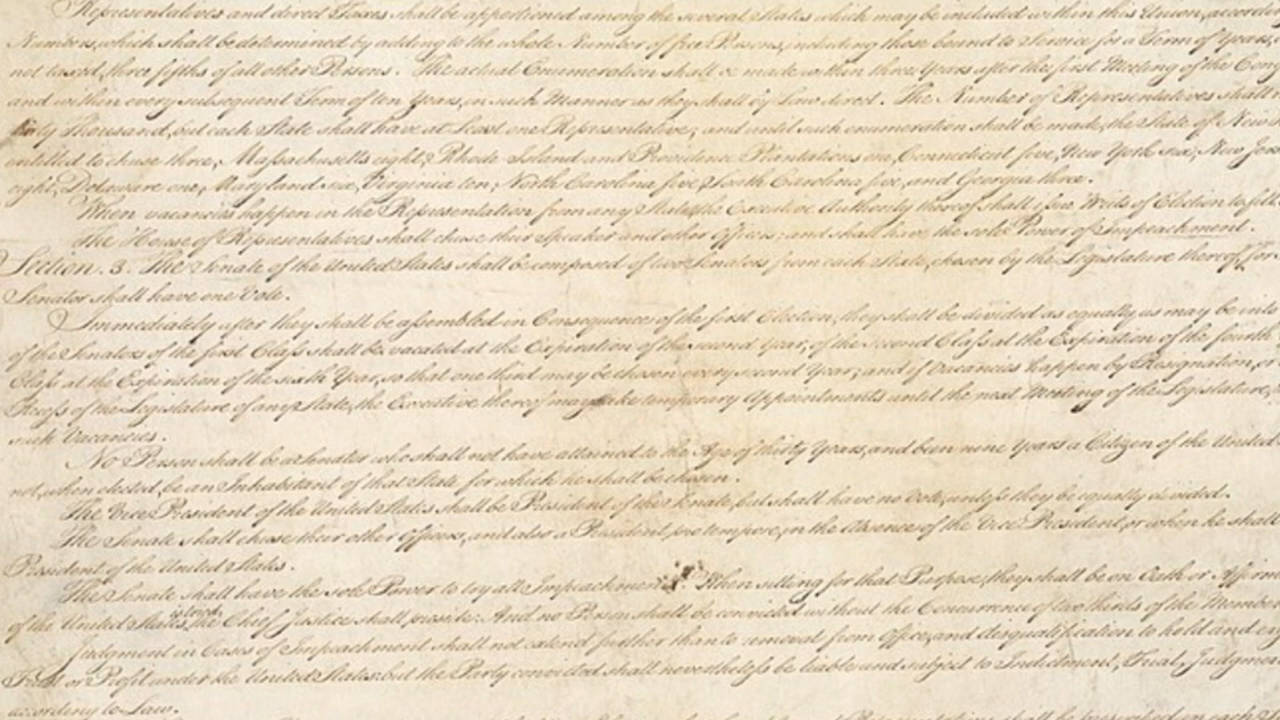 Representatives and direct Taxes shall be apportioned among the several States which may be included within this Union, accordin
Numbers, which shall be determined by adding to the whole Number of free Persons, including those bound to Service for a Term of Years,
not taxed, three fifths of all other Persons. The actual Enumeration shall be made within three Years after the first Meeting of the Cong
and within every subsequent Term of ten Years, in such Manner as they shall by Law direct. The Number of Representatives shall
thirty Thousand, but each State shall have at Least one Representative; and until such enumeration shall be made, the State of New
entitled to chuse three, Massachusetts eight, Rhode Island and Providence Plantations one, Connecticut five, New York six, New Jers
eight, Delaware one, Maryland six, Virginia ten, North Carolina five, South Carolina five, and Georgia three.
When vacancies happen in the Representation from any State, the Executive Authority thereof shall issue Writs of Election to fill
The House of Representatives shall chuse their Speaker and other Officers; and shall have the sole Power of Impeachment.
Section. 3. The Senate of the United States shall be composed of two Senators from each State, chosen by the Legislature thereof, for
Senator shall have one Vote.
Immediately after they shall be assembled in Consequence of the first Election, they shall be divided as equally as may be into
of the Senators of the first Class shall be vacated at the Expiration of the second Year, of the second Class at the Expiration of the fourth
Class at the Expiration of the sixth Year, so that one third may be chosen every second Year; and if Vacancies happen by Resignation, or
Recess of the Legislature of any State, the Executive thereof may make temporary Appointments until the next Meeting of the Legislature,
such Vacancies.
No Person shall be a Senator who shall not have attained to the Age of thirty Years, and been nine Years a Citizen of the United
not, when elected, be an Inhabitant of that State for which he shall be chosen.
The Vice President of the United States shall be President of the Senate, but shall have no Vote, unless they be equally divided.
The Senate shall chuse their other Officers, and also a President pro tempore, in the Absence of the Vice President, or when he shall
President of the United States.
The Senate shall have the sole Power to try all Impeachments. When sitting for that Purpose, they shall be on Oath or Affirm
of the United States is tried, the Chief Justice shall preside: And no Person shall be convicted without the Concurrence of two thirds of the Member
Judgment in Cases of Impeachment shall not extend further than to removal from Office, and disqualification to hold and en
Trust or Profit under the United States: but the Party convicted shall nevertheless be liable and subject to Indictment, Trial, Judgmen
according to Law.